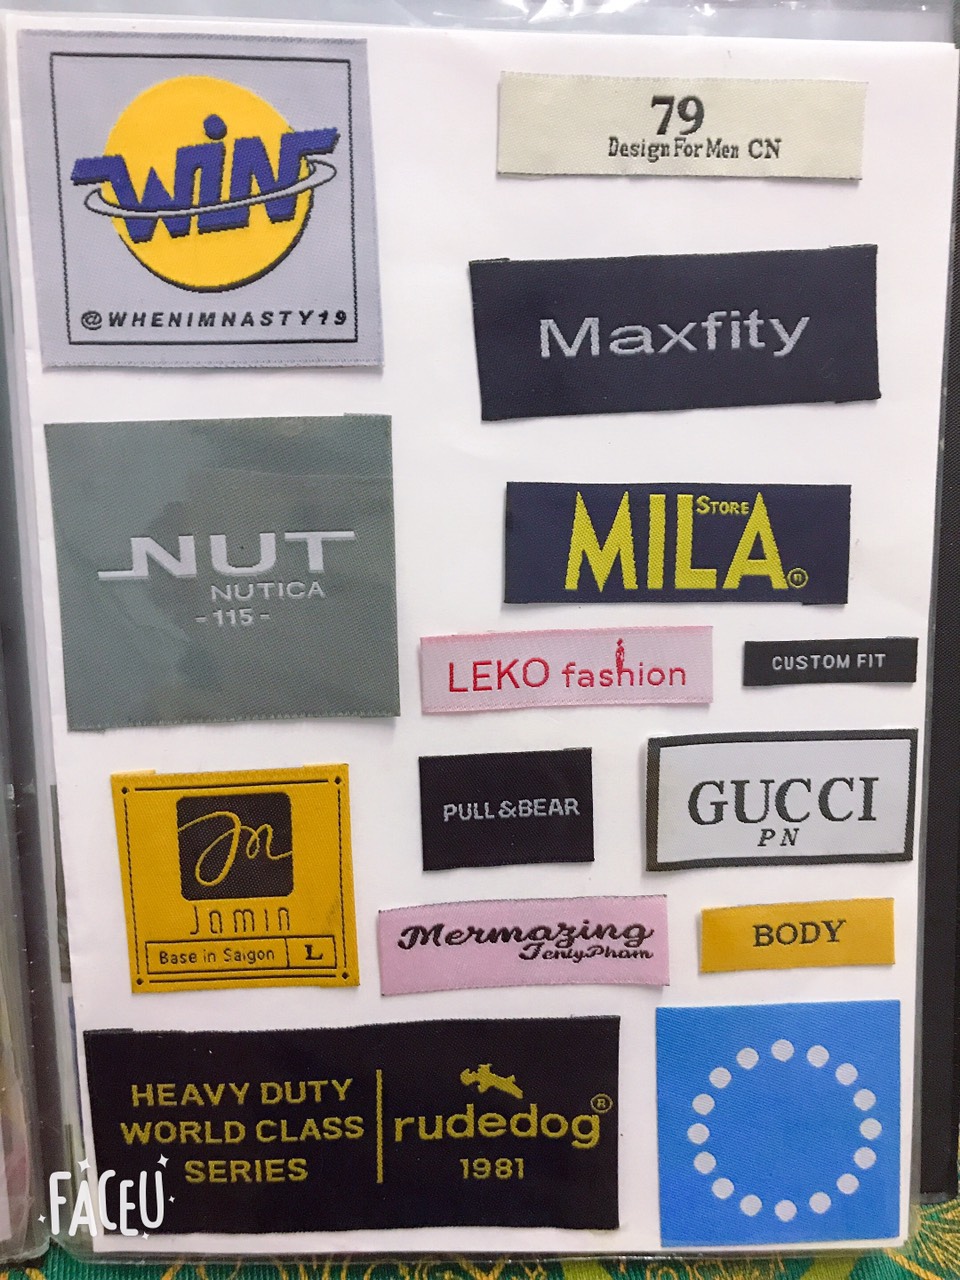 WIN
@WHENIMNASTY19
79
Design For Men CN
Maxfity
NUT
NUTICA
-115-
STORE
MILA ®
LEKO fashion
CUSTOM FIT
Jamin
Base in Saigon L
PULL&BEAR
GUCCI
PN
Mermazing
FenlyPham
BODY
HEAVY DUTY
WORLD CLASS
SERIES
rudedog®
1981
FACEU